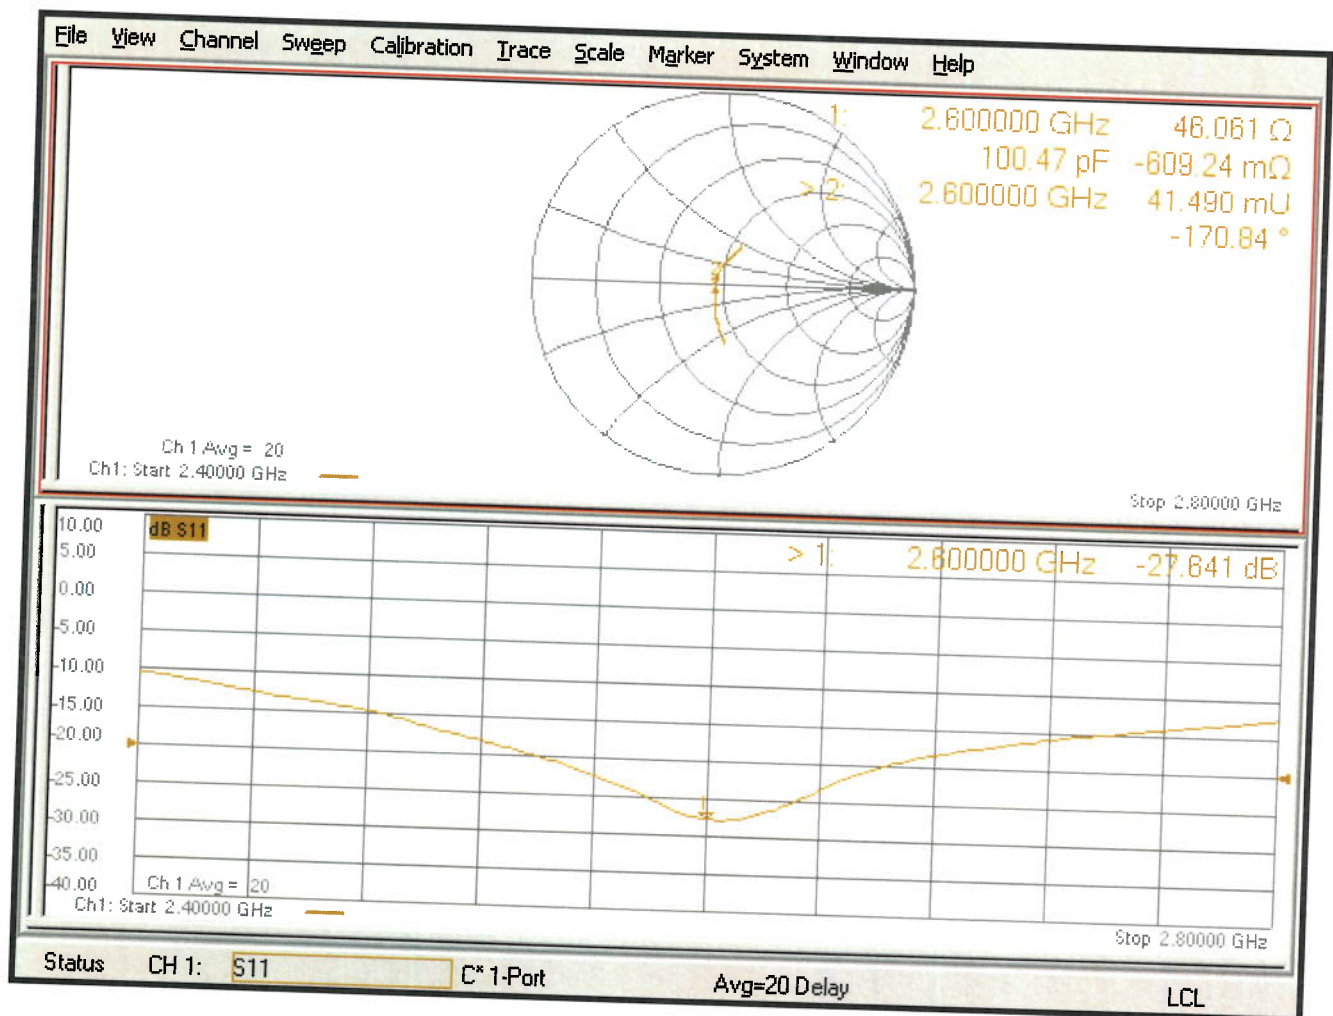 File View Channel Sweep Calibration Trace Scale Marker System Window Help
1: 2.600000 GHz 46.061 Ω
100.47 pF -609.24 mΩ
> 2: 2.600000 GHz 41.490 mU
-170.84 °
2
Ch 1 Avg = 20
Ch1: Start 2.40000 GHz
Stop 2.80000 GHz
dB S11
> 1: 2.600000 GHz -27.641 dB
10.00
5.00
0.00
-5.00
-10.00
-15.00
-20.00
-25.00
-30.00
-35.00
-40.00
1
Ch 1 Avg = 20
Ch1: Start 2.40000 GHz
Stop 2.80000 GHz
Status CH 1: S11 C* 1-Port Avg=20 Delay LCL